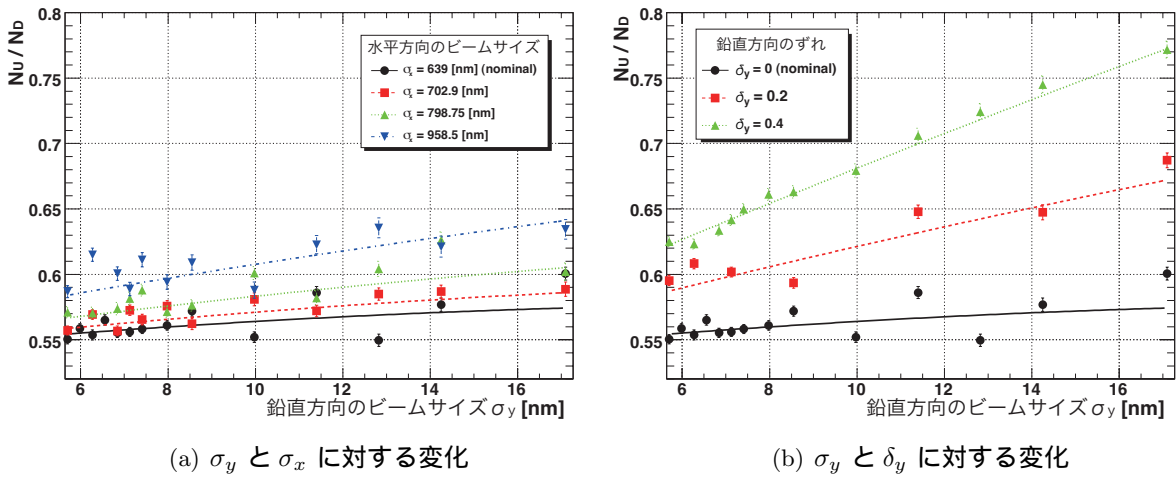 N_U / N_D
0.8
0.75
0.7
0.65
0.6
0.55
水平方向のビームサイズ
σ_x = 639 [nm] (nominal)
σ_x = 702.9 [nm]
σ_x = 798.75 [nm]
σ_x = 958.5 [nm]
6 8 10 12 14 16
鉛直方向のビームサイズ σ_y [nm]
(a) σ_y と σ_x に対する変化
N_U / N_D
0.8
0.75
0.7
0.65
0.6
0.55
鉛直方向のずれ
δ_y = 0 (nominal)
δ_y = 0.2
δ_y = 0.4
6 8 10 12 14 16
鉛直方向のビームサイズ σ_y [nm]
(b) σ_y と δ_y に対する変化